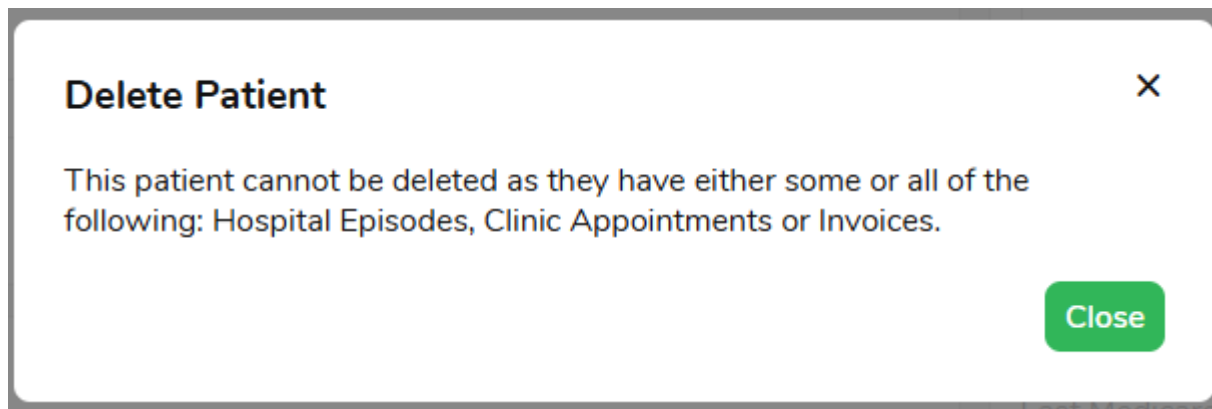 Delete Patient
This patient cannot be deleted as they have either some or all of the
following: Hospital Episodes, Clinic Appointments or Invoices.
Close